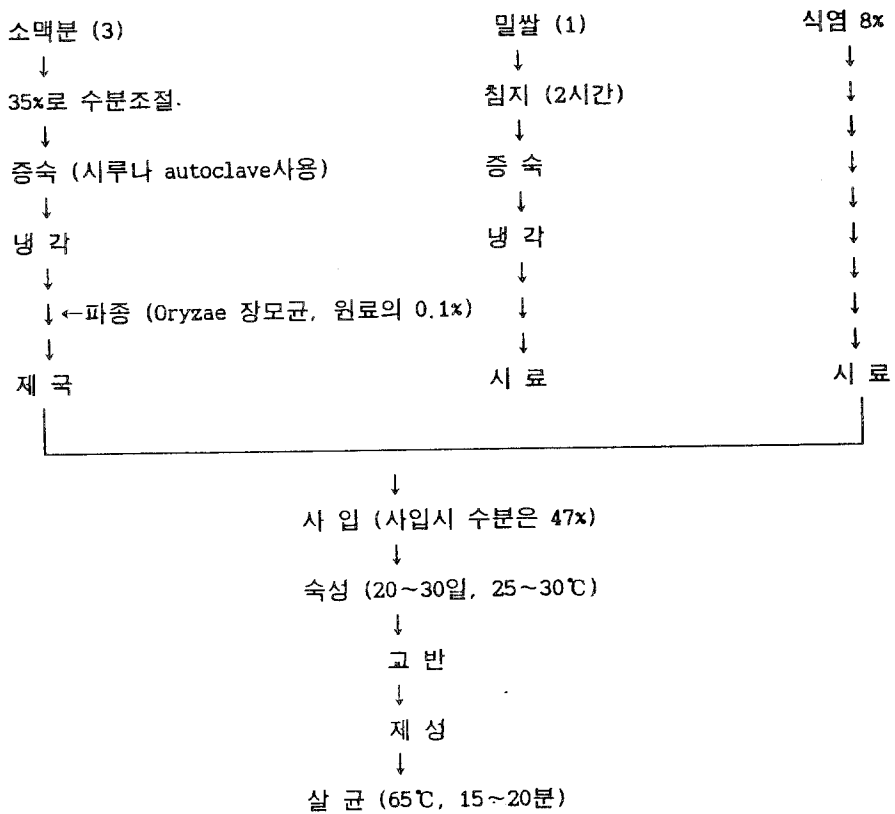 소맥분 (3) 밀쌀 (1) 식염 8%
↓ ↓ ↓
35%로 수분조절. 침지 (2시간) ↓
↓ ↓ ↓
증숙 (시루나 autoclave사용) 증 숙 ↓
↓ ↓ ↓
냉 각 냉 각 ↓
↓ ↓ ↓
↓←파종 (Oryzae 장모균, 원료의 0.1%) ↓ ↓
↓ ↓ ↓
제 국 시 료 시 료
↓
사 입 (사입시 수분은 47%)
↓
숙성 (20~30일, 25~30℃)
↓
교 반
↓
제 성
↓
살 균 (65℃, 15~20분)